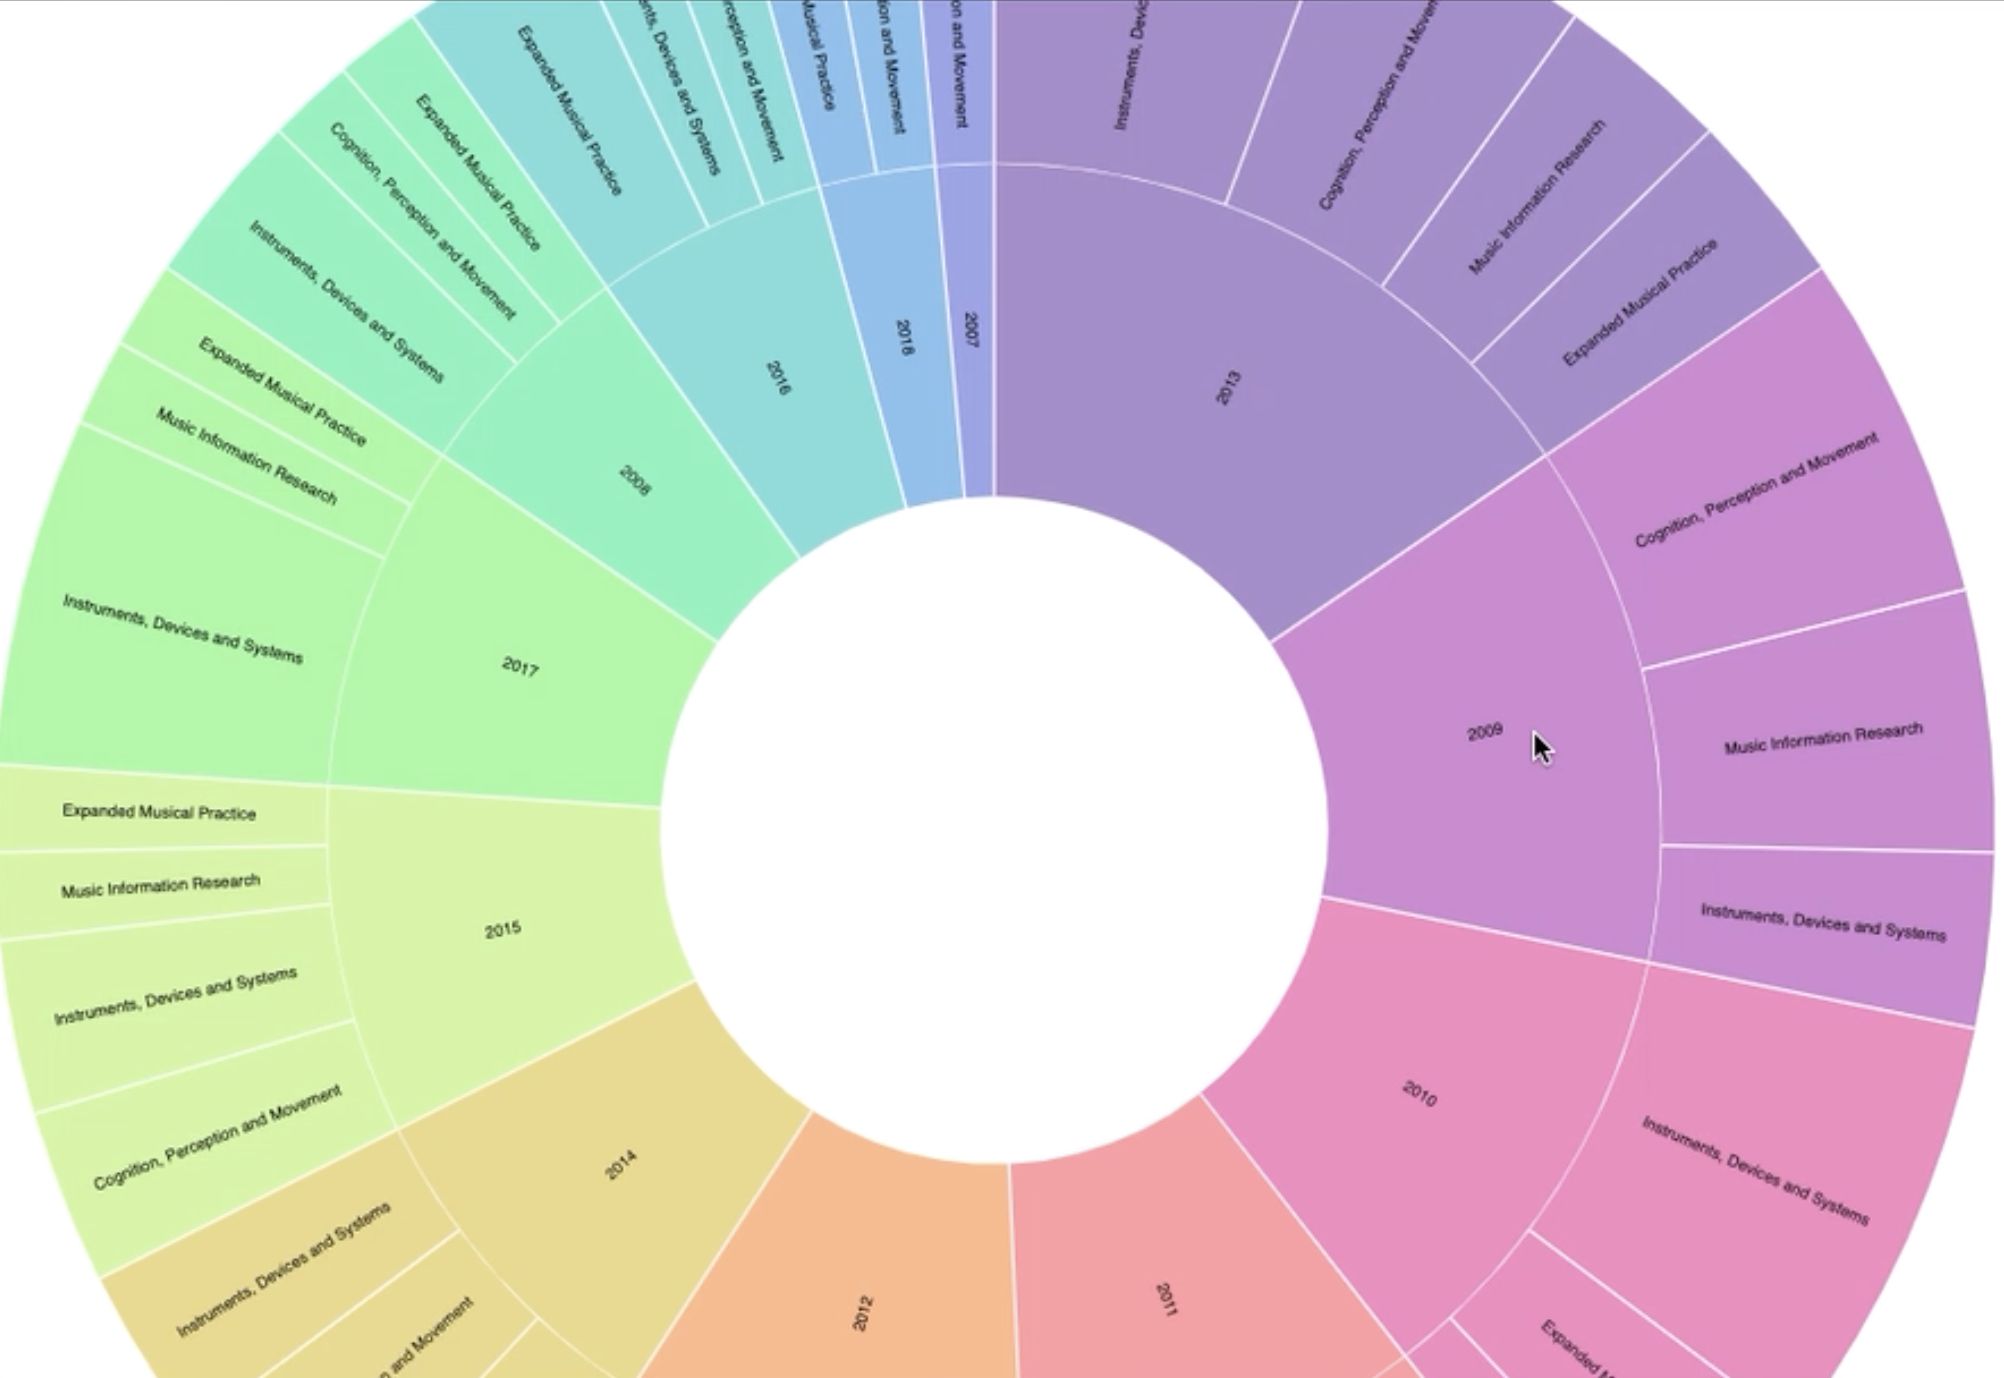 2013
Instruments, Devic
Cognition, Perception and Movem
Music Information Research
Expanded Musical Practice
2009
Cognition, Perception and Movement
Music Information Research
Instruments, Devices and Systems
2010
Instruments, Devices and Systems
Expanded M
2011
2012
2014
n and Movement
Instruments, Devices and Systems
2015
Cognition, Perception and Movement
Instruments, Devices and Systems
Music Information Research
Expanded Musical Practice
2017
Instruments, Devices and Systems
Music Information Research
Expanded Musical Practice
2008
Instruments, Devices and Systems
Cognition, Perception and Movement
Expanded Musical Practice
2016
Expanded Musical Practice
nts, Devices and Systems
rception and Movement
2018
usical Practice
ion and Movement
2007
on and Movement